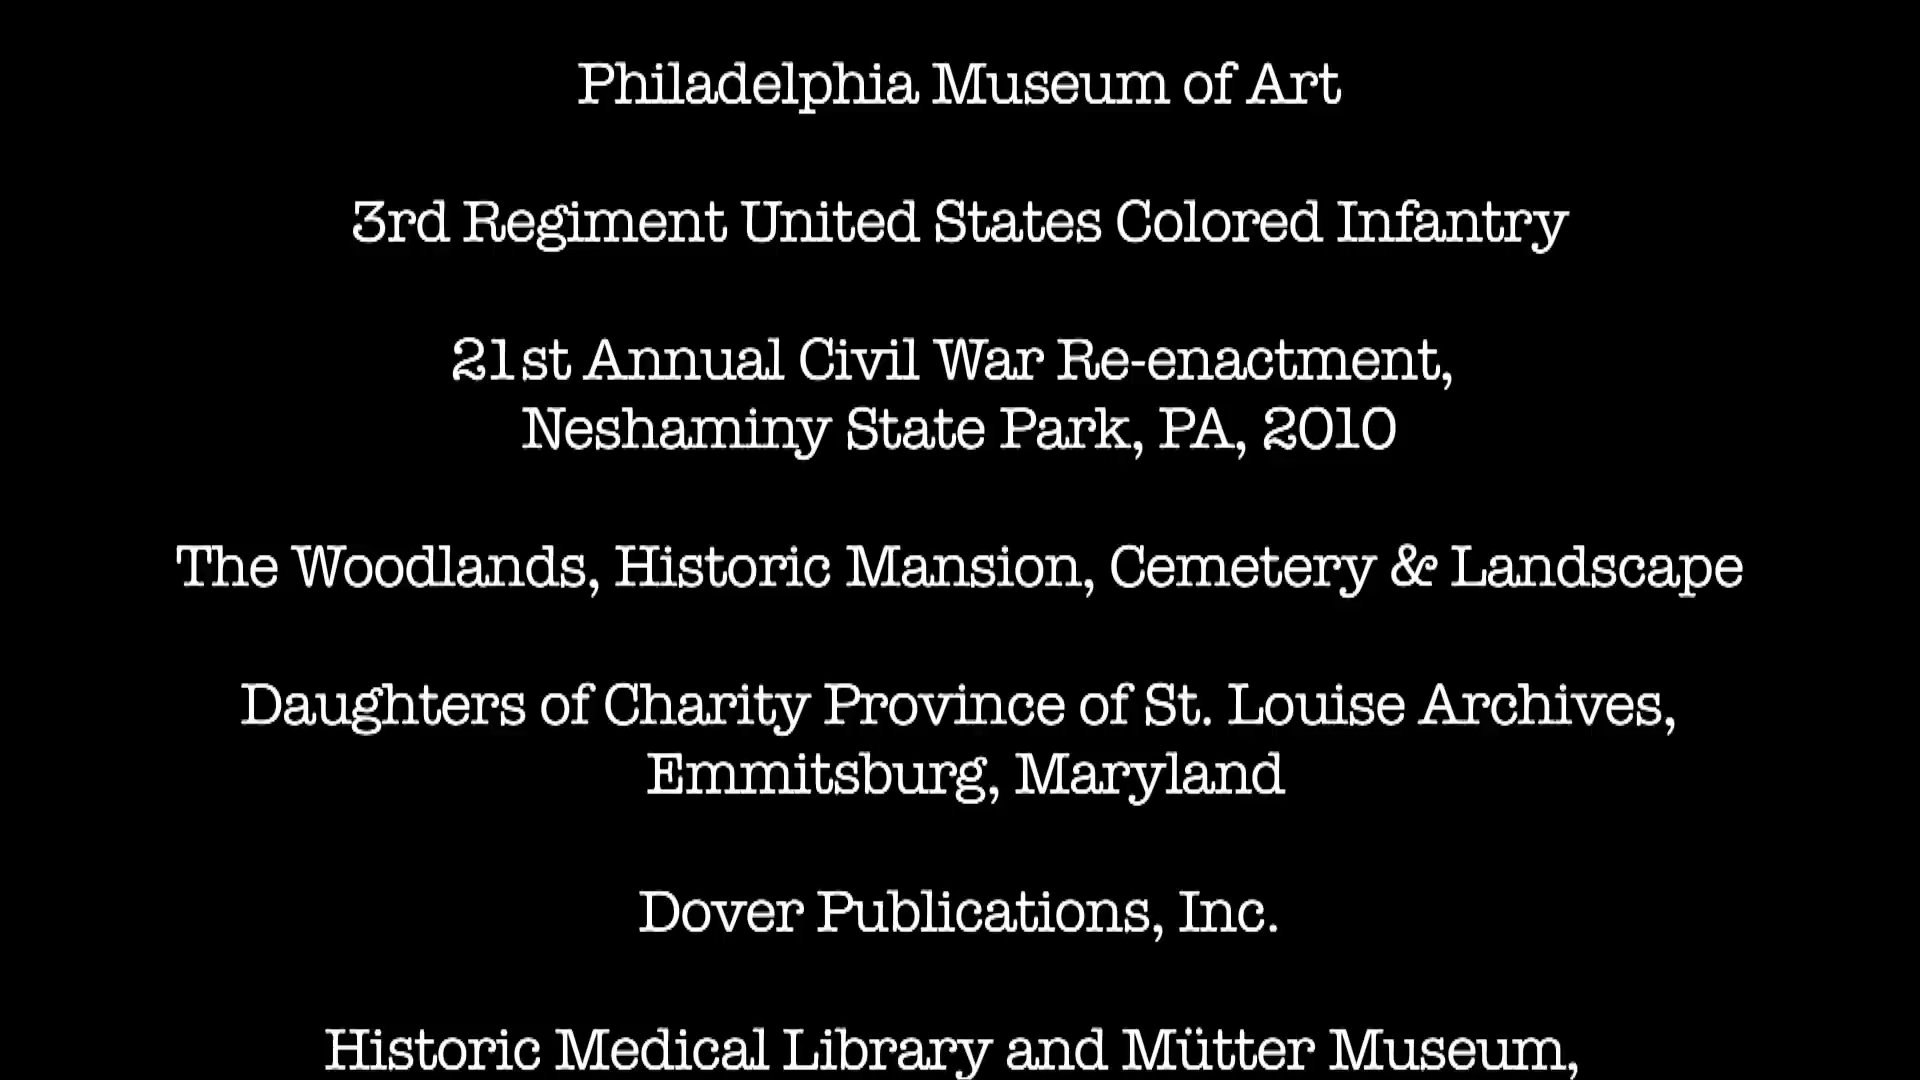 Philadelphia Museum of Art
3rd Regiment United States Colored Infantry
21st Annual Civil War Re-enactment,
Neshaminy State Park, PA, 2010
The Woodlands, Historic Mansion, Cemetery & Landscape
Daughters of Charity Province of St. Louise Archives,
Emmitsburg, Maryland
Dover Publications, Inc.
Historic Medical Library and Mütter Museum,